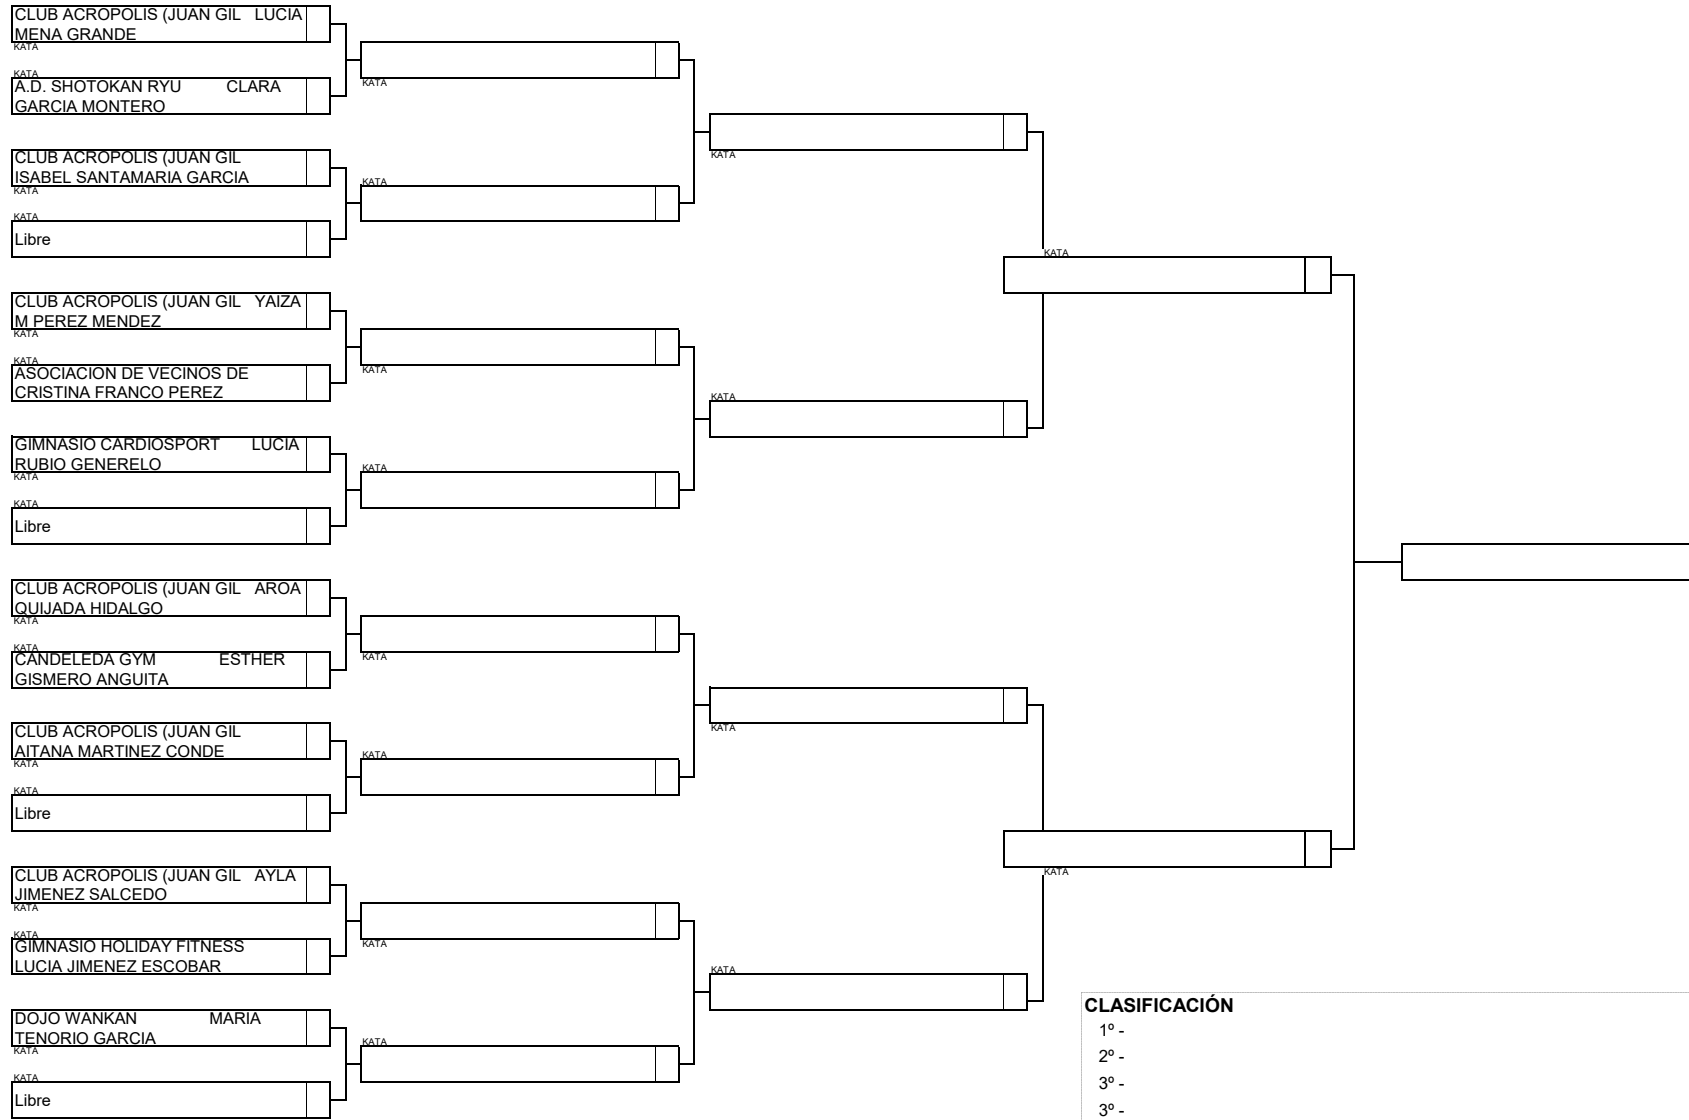 CLUB ACROPOLIS (JUAN GIL LUCIA
MENA GRANDE
KATA
KATA
A.D. SHOTOKAN RYU CLARA
GARCIA MONTERO
CLUB ACROPOLIS (JUAN GIL
ISABEL SANTAMARIA GARCIA
KATA
KATA
Libre
CLUB ACROPOLIS (JUAN GIL YAIZA
M PEREZ MENDEZ
KATA
KATA
ASOCIACION DE VECINOS DE
CRISTINA FRANCO PEREZ
GIMNASIO CARDIOSPORT LUCIA
RUBIO GENERELO
KATA
KATA
Libre
CLUB ACROPOLIS (JUAN GIL AROA
QUIJADA HIDALGO
KATA
KATA
CANDELEDA GYM ESTHER
GISMERO ANGUITA
CLUB ACROPOLIS (JUAN GIL
AITANA MARTINEZ CONDE
KATA
KATA
Libre
CLUB ACROPOLIS (JUAN GIL AYLA
JIMENEZ SALCEDO
KATA
KATA
GIMNASIO HOLIDAY FITNESS
LUCIA JIMENEZ ESCOBAR
DOJO WANKAN MARIA
TENORIO GARCIA
KATA
KATA
Libre
KATA
KATA
KATA
KATA
KATA
KATA
KATA
KATA
KATA
KATA
KATA
KATA
KATA
KATA
CLASIFICACIÓN
1º -
2º -
3º -
3º -